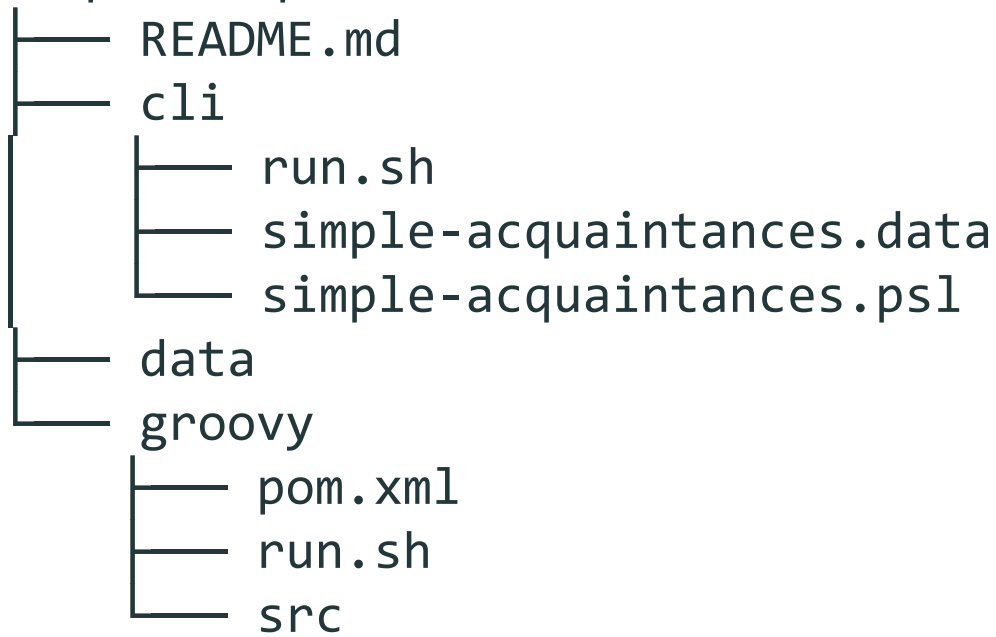 README.md
cli
run.sh
simple-acquaintances.data
simple-acquaintances.psl
data
groovy
pom.xml
run.sh
src